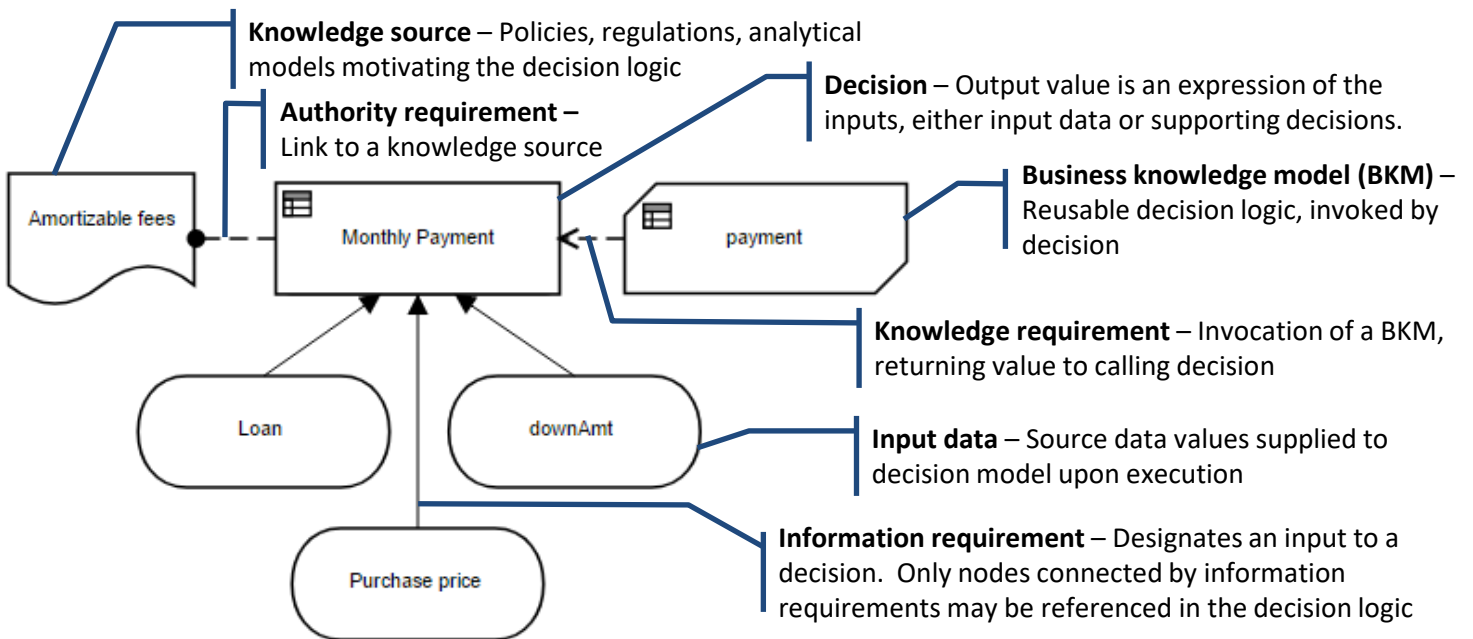 Knowledge source – Policies, regulations, analytical
models motivating the decision logic
Authority requirement –
Link to a knowledge source
Decision – Output value is an expression of the
inputs, either input data or supporting decisions.
Business knowledge model (BKM) –
Reusable decision logic, invoked by
decision
Amortizable fees
Monthly Payment
payment
Knowledge requirement – Invocation of a BKM,
returning value to calling decision
Loan
downAmt
Input data – Source data values supplied to
decision model upon execution
Information requirement – Designates an input to a
decision.  Only nodes connected by information
requirements may be referenced in the decision logic
Purchase price